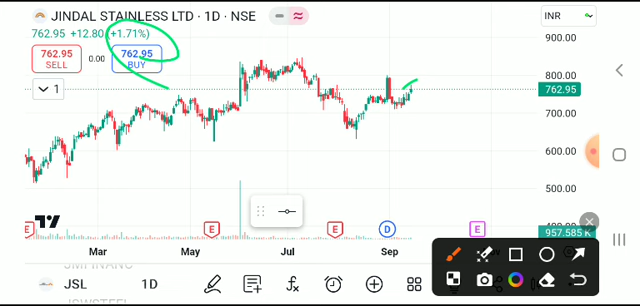 JINDAL STAINLESS LTD · 1D · NSE
INR
762.95 +12.80 (+1.71%)
900.00
762.95
SELL
0.00
762.95
BUY
800.00
762.95
1
700.00
600.00
500.00
E
E
E
D
E
957.585 K
Mar
May
Jul
Sep
JSL
1D